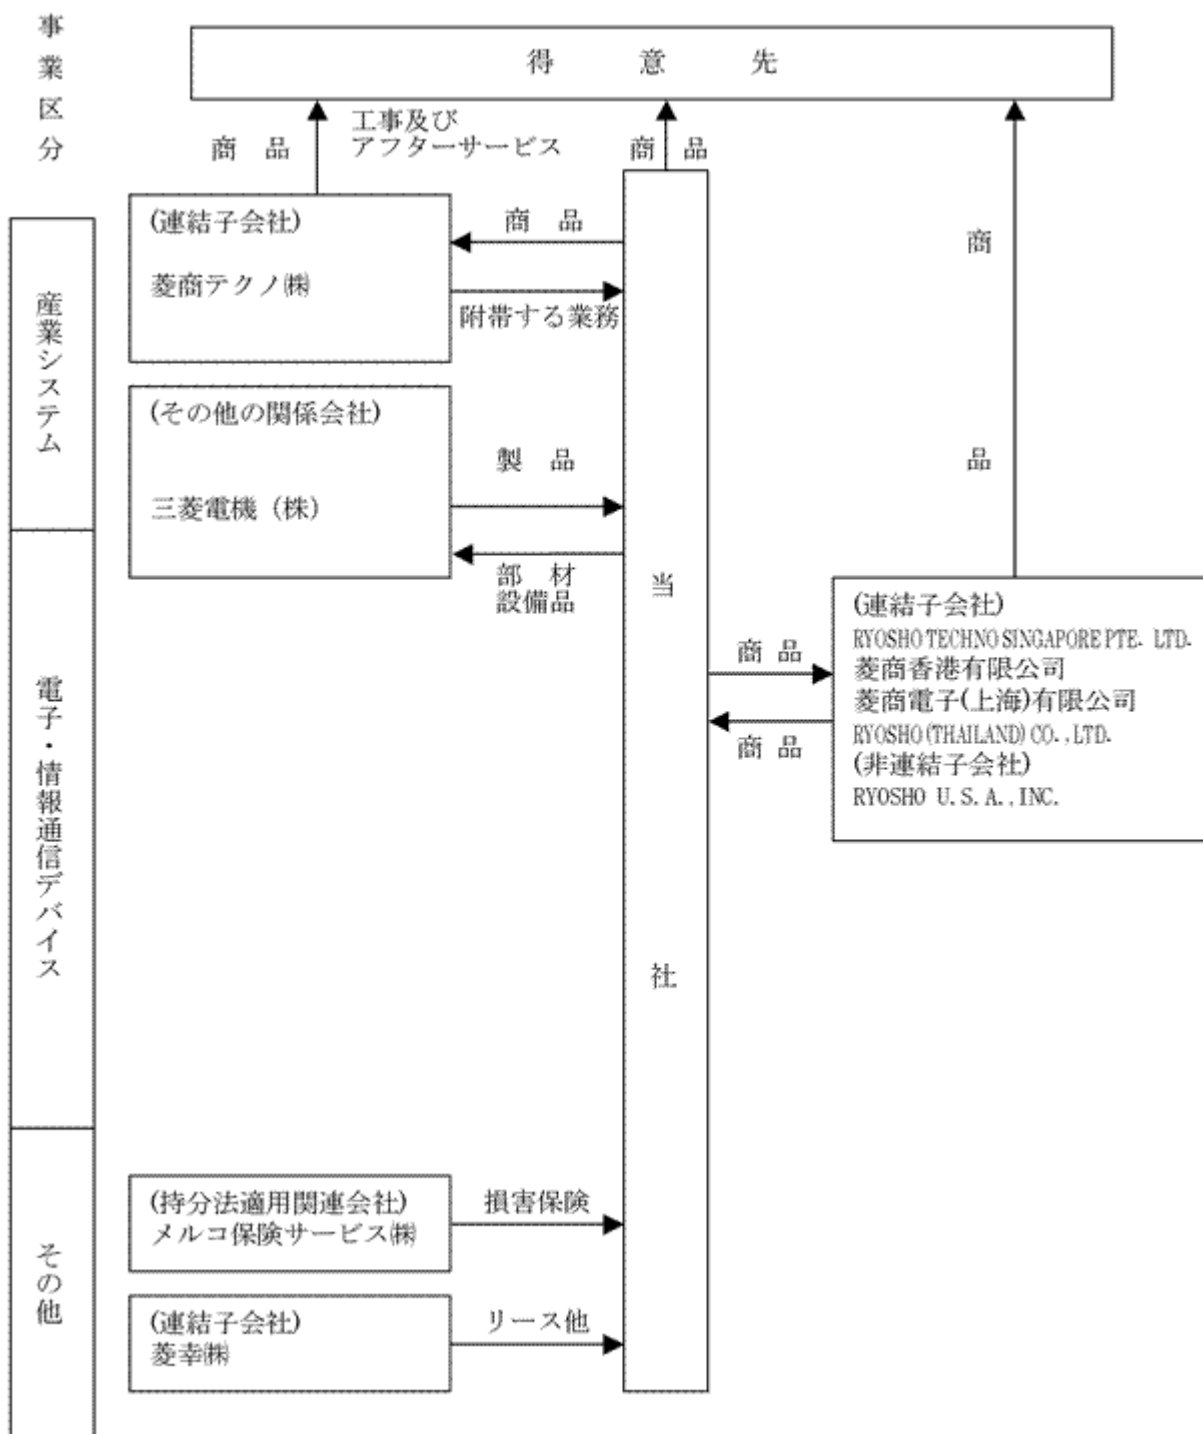 事業区分
得意先
商品
工事及び
アフターサービス
商品
産業システム
(連結子会社)
菱商テクノ㈱
商品
附帯する業務
商品
(その他の関係会社)
三菱電機（株）
製品
部材
設備品
当社
電子・情報通信デバイス
商品
商品
(連結子会社)
RYOSHO TECHNO SINGAPORE PTE. LTD.
菱商香港有限公司
菱商電子(上海)有限公司
RYOSHO (THAILAND) CO., LTD.
(非連結子会社)
RYOSHO U.S.A., INC.
その他
(持分法適用関連会社)
メルコ保険サービス㈱
損害保険
(連結子会社)
菱幸㈱
リース他